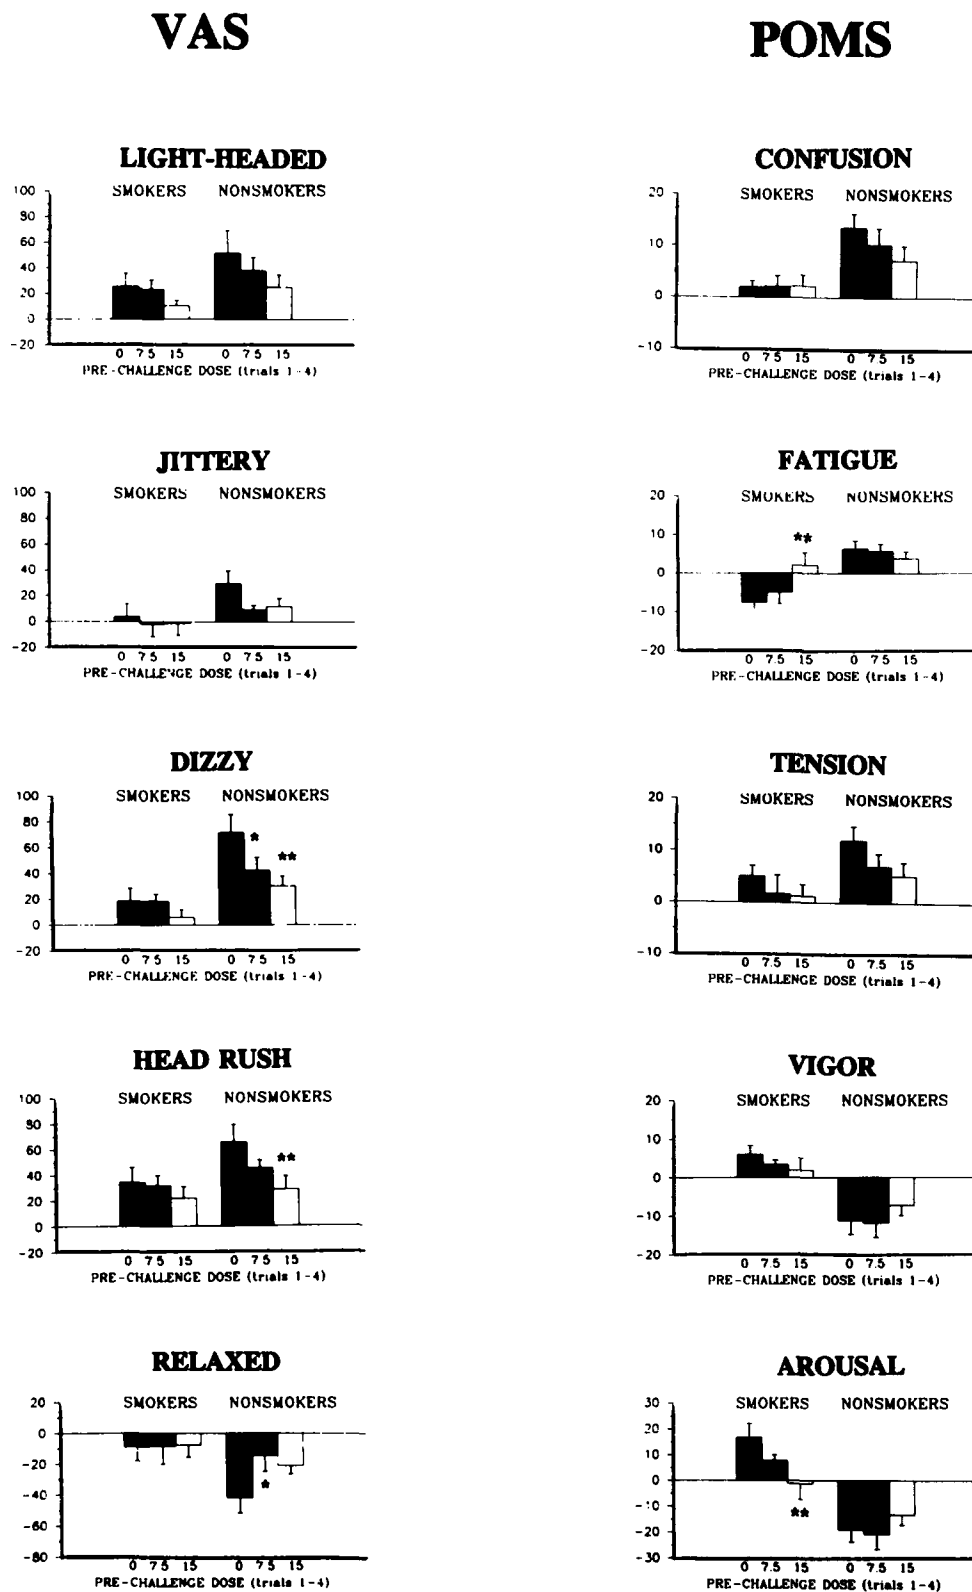 VAS
LIGHT-HEADED
SMOKERS NONSMOKERS
100
80
60
40
20
0
-20
0 7.5 15 0 7.5 15
PRE-CHALLENGE DOSE (trials 1-4)
JITTERY
SMOKERS NONSMOKERS
100
80
60
40
20
0
-20
0 7.5 15 0 7.5 15
PRE-CHALLENGE DOSE (trials 1-4)
DIZZY
SMOKERS NONSMOKERS
100
80
60
40
20
0
-20
* **
0 7.5 15 0 7.5 15
PRE-CHALLENGE DOSE (trials 1-4)
HEAD RUSH
SMOKERS NONSMOKERS
100
80
60
40
20
0
-20
**
0 7.5 15 0 7.5 15
PRE-CHALLENGE DOSE (trials 1-4)
RELAXED
SMOKERS NONSMOKERS
20
0
-20
-40
-60
-80
*
0 7.5 15 0 7.5 15
PRE-CHALLENGE DOSE (trials 1-4)
POMS
CONFUSION
SMOKERS NONSMOKERS
20
10
0
-10
0 7.5 15 0 7.5 15
PRE-CHALLENGE DOSE (trials 1-4)
FATIGUE
SMOKERS NONSMOKERS
20
10
0
-10
-20
**
0 7.5 15 0 7.5 15
PRE-CHALLENGE DOSE (trials 1-4)
TENSION
SMOKERS NONSMOKERS
20
10
0
-10
0 7.5 15 0 7.5 15
PRE-CHALLENGE DOSE (trials 1-4)
VIGOR
SMOKERS NONSMOKERS
20
10
0
-10
-20
0 7.5 15 0 7.5 15
PRE-CHALLENGE DOSE (trials 1-4)
AROUSAL
SMOKERS NONSMOKERS
30
20
10
0
-10
-20
-30
**
0 7.5 15 0 7.5 15
PRE-CHALLENGE DOSE (trials 1-4)